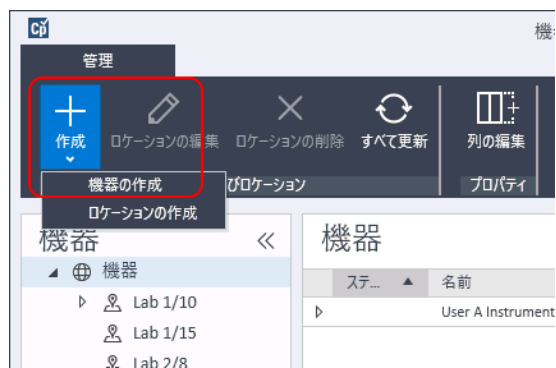 機
管理
作成 ロケーションの編集 ロケーションの削除 すべて更新 列の編集
機器の作成 びロケーション プロパティ
ロケーションの作成
機器 機器
機器 ステ... 名前
Lab 1/10 User A Instrument
Lab 1/15
Lab 2/8